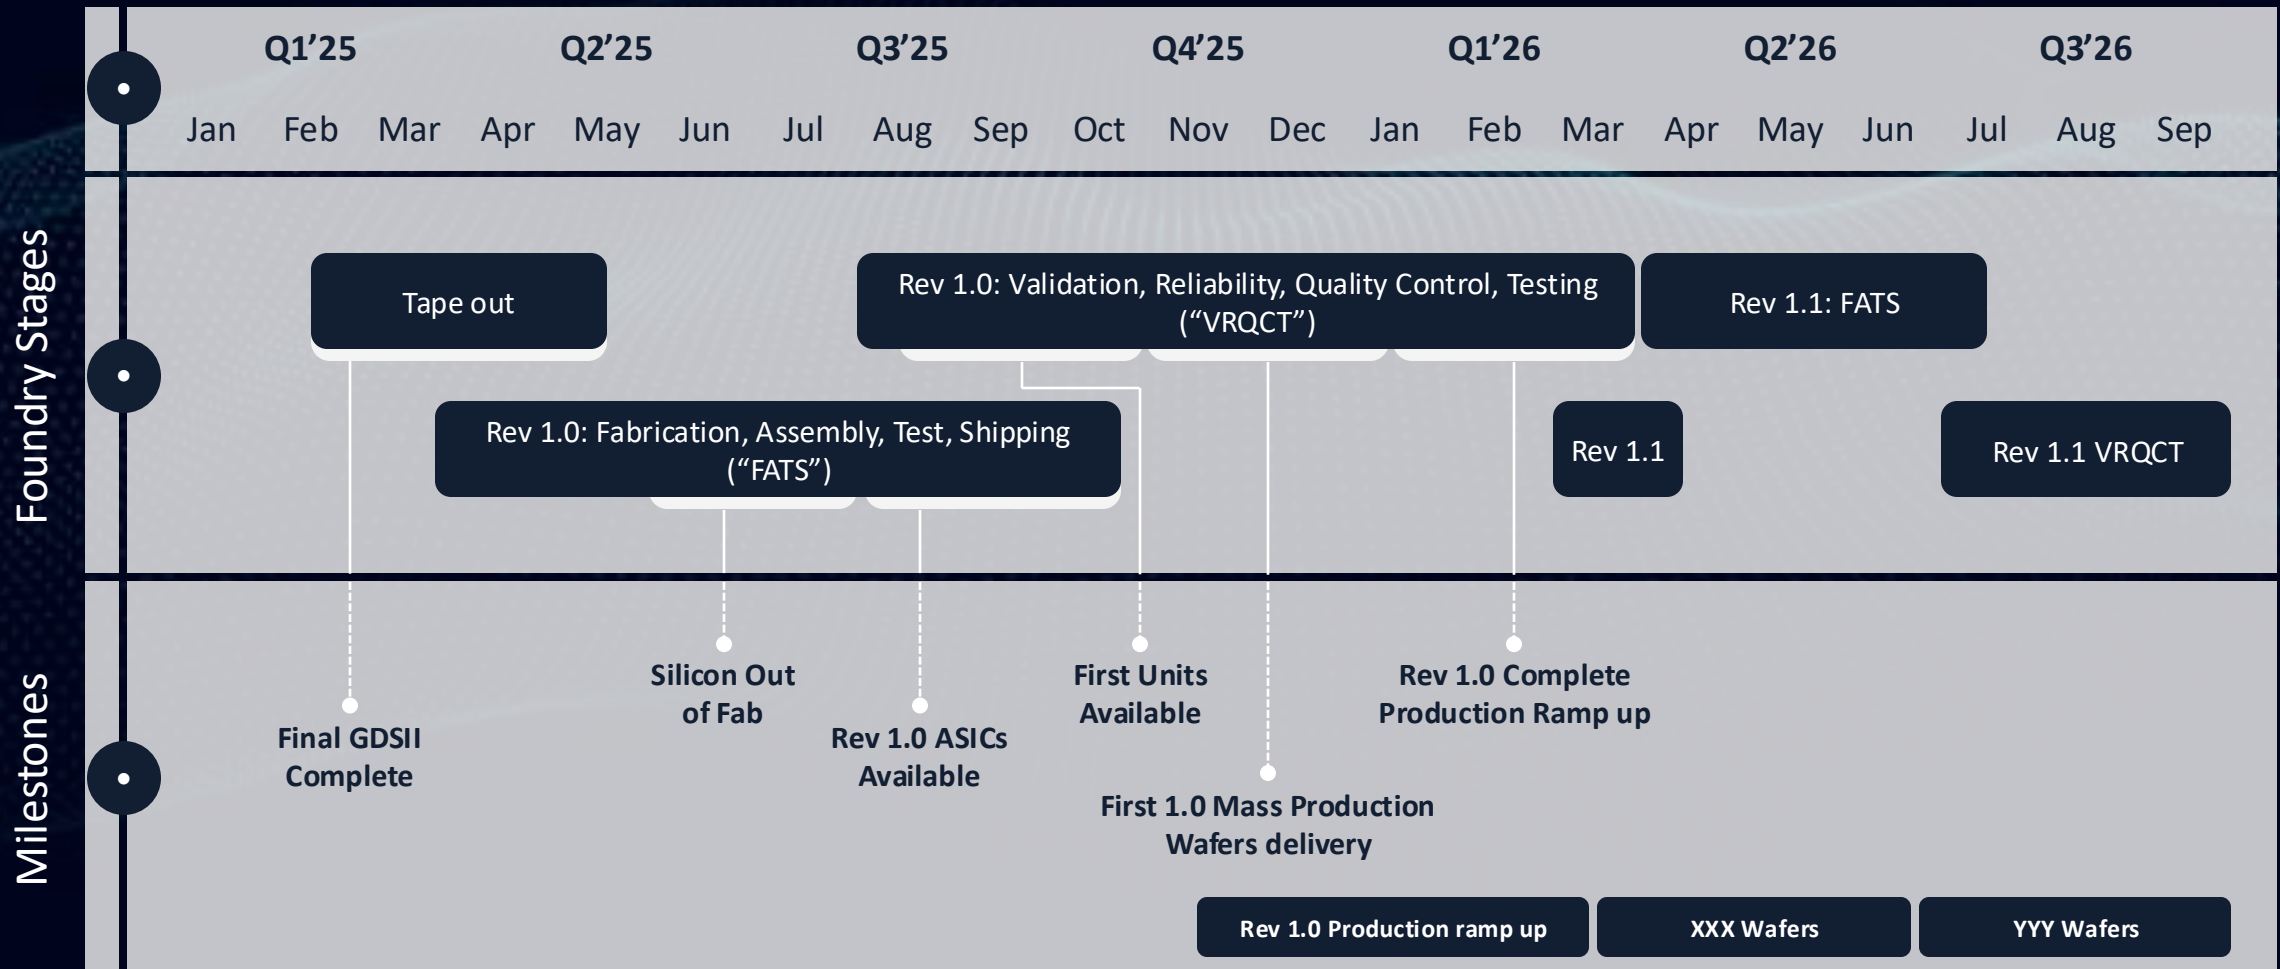 Q1’25 Q2’25 Q3’25 Q4’25 Q1’26 Q2’26 Q3’26
Jan Feb Mar Apr May Jun Jul Aug Sep Oct Nov Dec Jan Feb Mar Apr May Jun Jul Aug Sep
Foundry Stages
Tape out
Rev 1.0: Validation, Reliability, Quality Control, Testing
(“VRQCT”)
Rev 1.1: FATS
Rev 1.0: Fabrication, Assembly, Test, Shipping
(“FATS”)
Rev 1.1
Rev 1.1 VRQCT
Milestones
Final GDSII
Complete
Silicon Out
of Fab
Rev 1.0 ASICs
Available
First Units
Available
First 1.0 Mass Production
Wafers delivery
Rev 1.0 Complete
Production Ramp up
Rev 1.0 Production ramp up
XXX Wafers
YYY Wafers